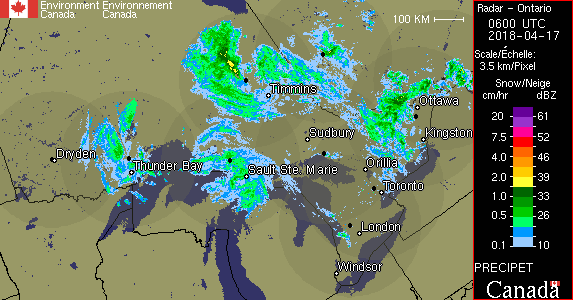 Environment Environnement
Canada Canada
100 KM
Timmins
Sudbury
Dryden
Thunder Bay
Sault Ste. Marie
Ottawa
Kingston
Orillia
Toronto
London
Windsor
Radar - Ontario
0600 UTC
2018-04-17
Scale/Échelle:
3.5 km/Pixel
Snow/Neige
cm/hr dBZ
20 61
7.5 52
4.0 46
2.0 39
1.0 33
0.5 26
0.1 10
PRECIPET
Canada